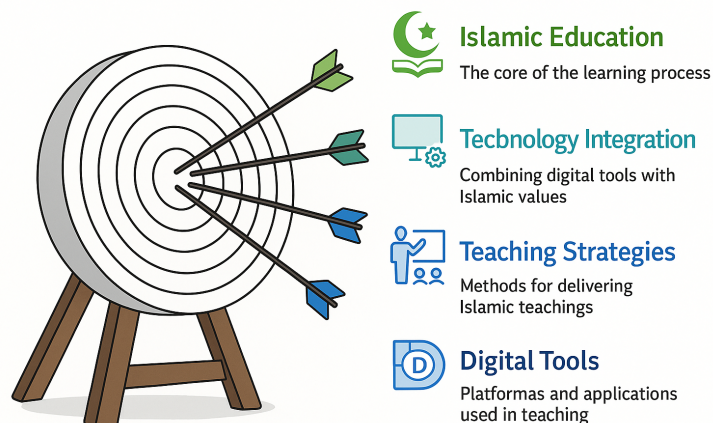 Islamic Education
The core of the learning process
Tecbnology Integration
Combining digital tools with
Islamic values
Teaching Strategies
Methods for delivering
Islamic teachings
D
Digital Tools
Platformas and applications
used in teaching